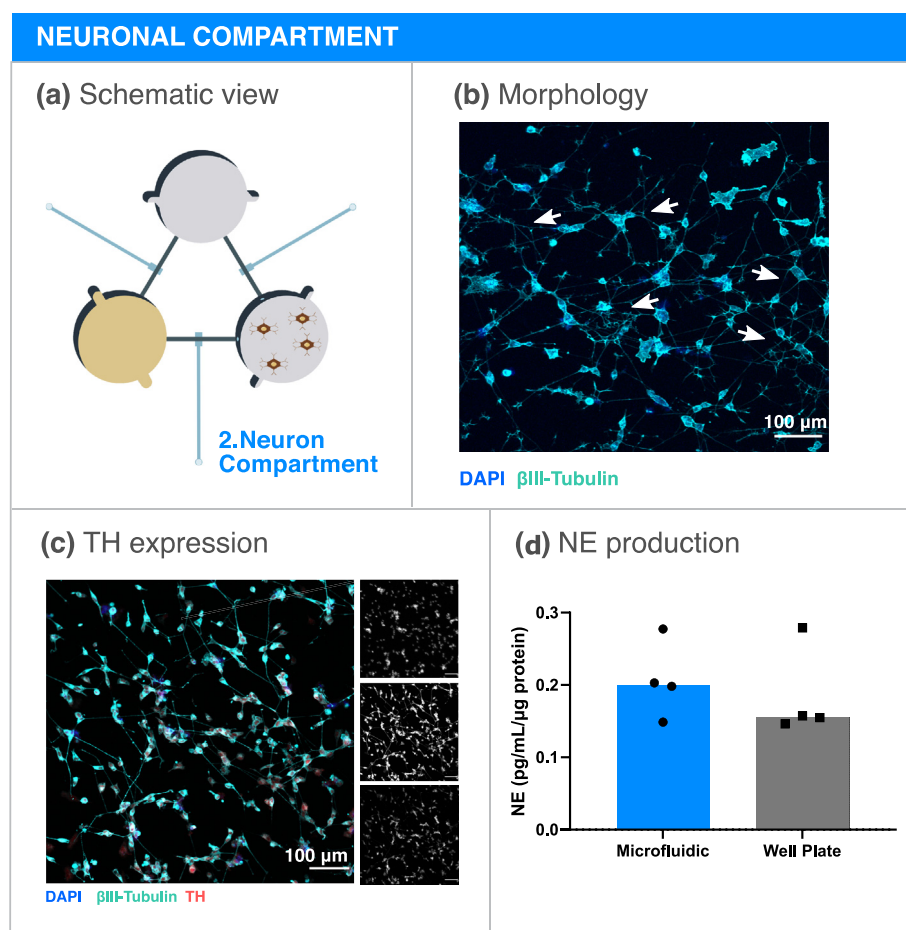 NEURONAL COMPARTMENT
(a) Schematic view
2.Neuron
Compartment
(b) Morphology
100 µm
DAPI βIII-Tubulin
(c) TH expression
100 µm
DAPI βIII-Tubulin TH
(d) NE production
NE (pg/mL/µg protein)
0.3
0.2
0.1
0.0
Microfluidic Well Plate